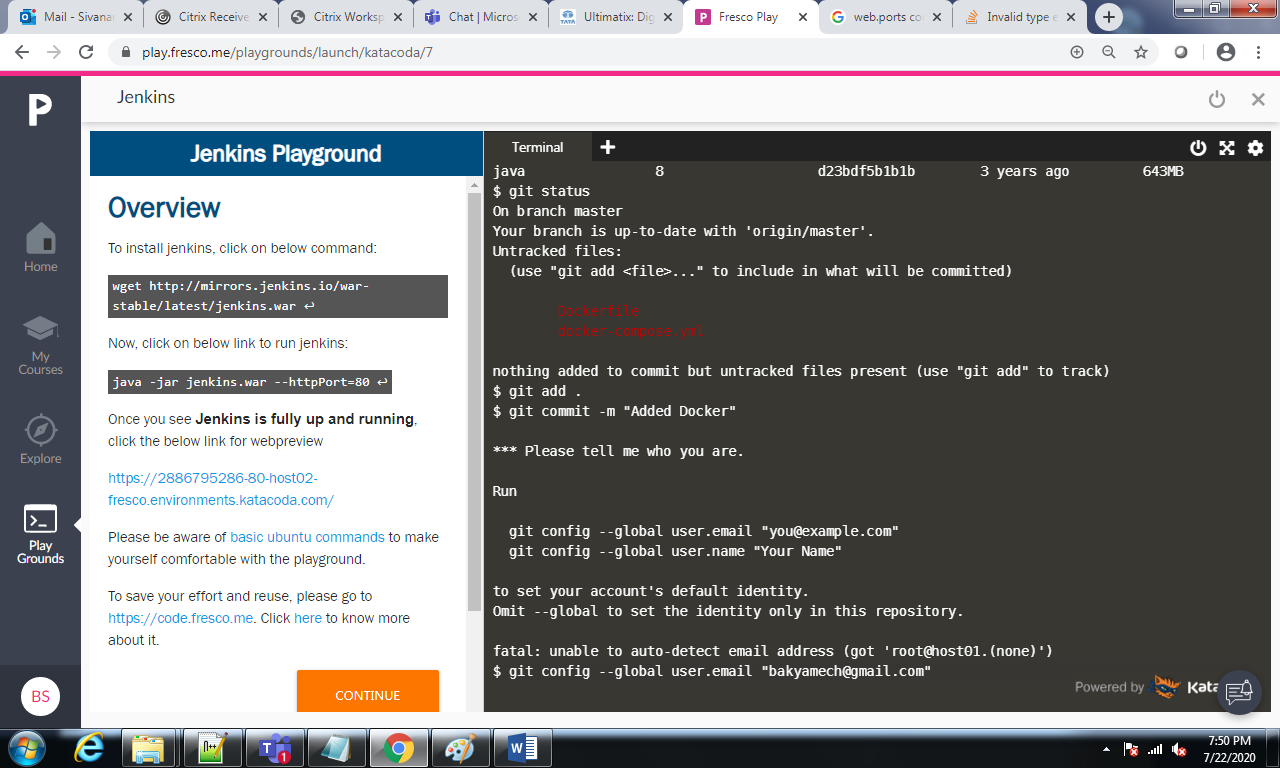 Mail - Sivanar
Citrix Receive
Citrix Worksp
Chat | Micros
Ultimatix: Dig
Fresco Play
web.ports co
Invalid type e
play.fresco.me/playgrounds/launch/katacoda/7
Jenkins
Home
My
Courses
Explore
Play
Grounds
BS
Jenkins Playground
Overview
To install jenkins, click on below command:
wget http://mirrors.jenkins.io/war-
stable/latest/jenkins.war ↩
Now, click on below link to run jenkins:
java -jar jenkins.war --httpPort=80 ↩
Once you see Jenkins is fully up and running,
click the below link for webpreview
https://2886795286-80-host02-
fresco.environments.katacoda.com/
Please be aware of basic ubuntu commands to make
yourself comfortable with the playground.
To save your effort and reuse, please go to
https://code.fresco.me. Click here to know more
about it.
CONTINUE
Terminal
java 8 d23bdf5b1b1b 3 years ago 643MB
$ git status
On branch master
Your branch is up-to-date with 'origin/master'.
Untracked files:
(use "git add <file>..." to include in what will be committed)
Dockerfile
docker-compose.yml
nothing added to commit but untracked files present (use "git add" to track)
$ git add .
$ git commit -m "Added Docker"
*** Please tell me who you are.
Run
git config --global user.email "you@example.com"
git config --global user.name "Your Name"
to set your account's default identity.
Omit --global to set the identity only in this repository.
fatal: unable to auto-detect email address (got 'root@host01.(none)')
$ git config --global user.email "bakyamech@gmail.com"
Powered by Kata
7:50 PM
7/22/2020